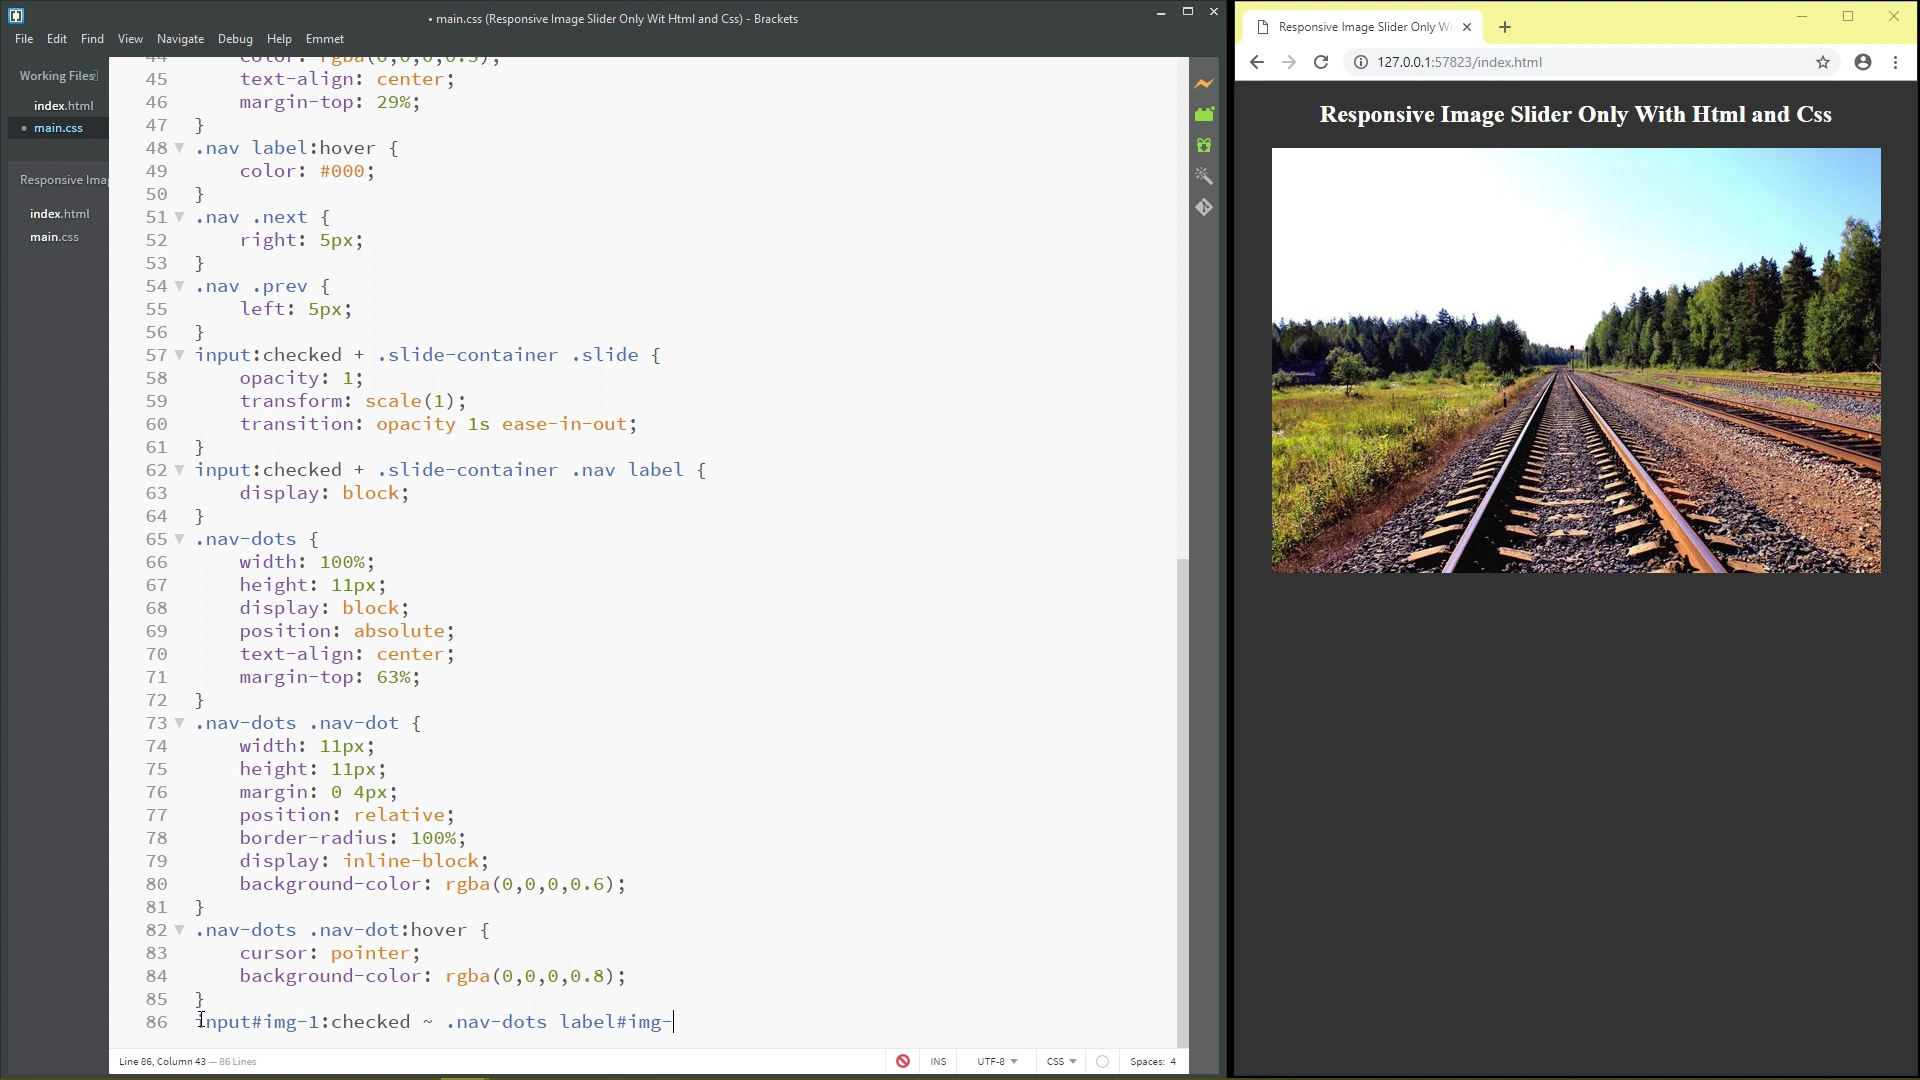 • main.css (Responsive Image Slider Only Wit Html and Css) - Brackets
File Edit Find View Navigate Debug Help Emmet
Working Files
index.html
• main.css
Responsive Ima
index.html
main.css
44 color: rgba(0,0,0,0.5);
45 text-align: center;
46 margin-top: 29%;
47 }
48 .nav label:hover {
49 color: #000;
50 }
51 .nav .next {
52 right: 5px;
53 }
54 .nav .prev {
55 left: 5px;
56 }
57 input:checked + .slide-container .slide {
58 opacity: 1;
59 transform: scale(1);
60 transition: opacity 1s ease-in-out;
61 }
62 input:checked + .slide-container .nav label {
63 display: block;
64 }
65 .nav-dots {
66 width: 100%;
67 height: 11px;
68 display: block;
69 position: absolute;
70 text-align: center;
71 margin-top: 63%;
72 }
73 .nav-dots .nav-dot {
74 width: 11px;
75 height: 11px;
76 margin: 0 4px;
77 position: relative;
78 border-radius: 100%;
79 display: inline-block;
80 background-color: rgba(0,0,0,0.6);
81 }
82 .nav-dots .nav-dot:hover {
83 cursor: pointer;
84 background-color: rgba(0,0,0,0.8);
85 }
86 input#img-1:checked ~ .nav-dots label#img-
Line 86, Column 43 — 86 Lines
INS UTF-8 CSS Spaces: 4
Responsive Image Slider Only Wi
127.0.0.1:57823/index.html
Responsive Image Slider Only With Html and Css